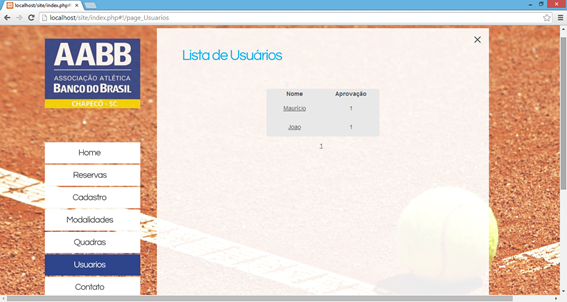 localhost/site/index.php#!
localhost/site/index.php#!/page_Usuarios
AABB
ASSOCIAÇÃO ATLÉTICA
BANCO DO BRASIL
CHAPECÓ - SC
Home
Reservas
Cadastro
Modalidades
Quadras
Usuarios
Contato
Lista de Usuários
Nome Aprovação
Mauricio 1
Joao 1
1